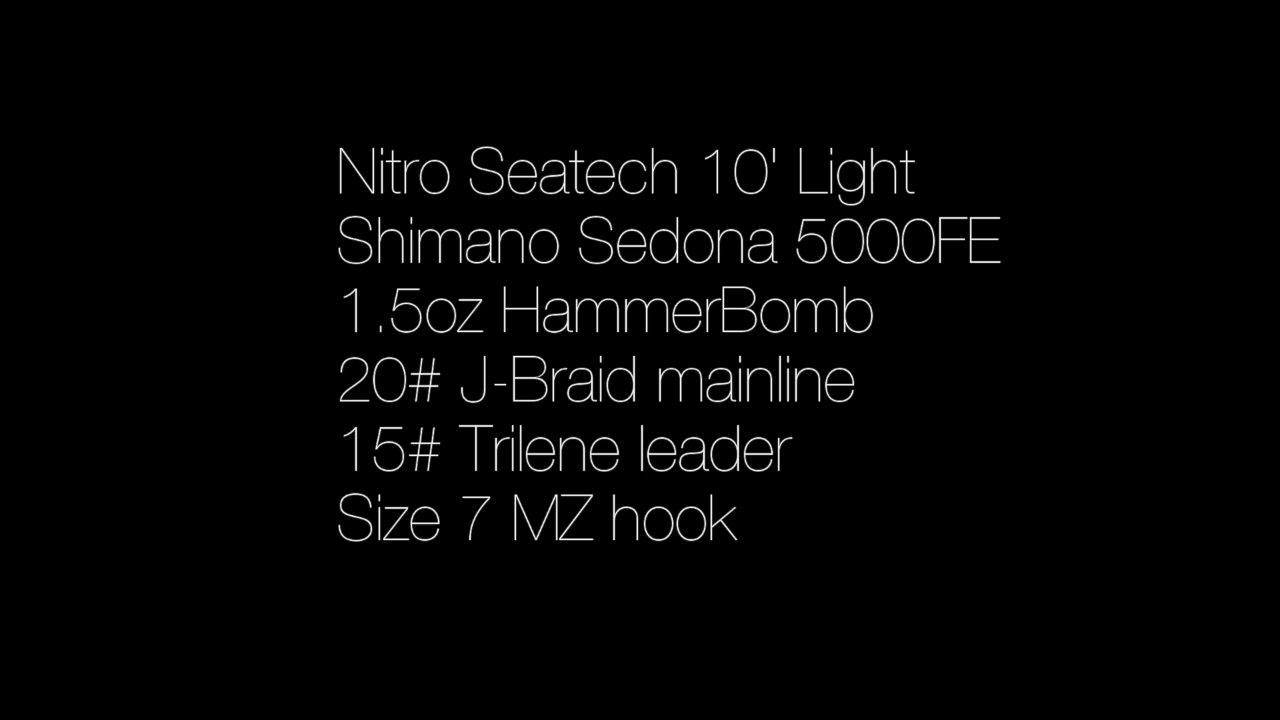 Nitro Seatech 10' Light
Shimano Sedona 5000FE
1.5oz HammerBomb
20# J-Braid mainline
15# Trilene leader
Size 7 MZ hook